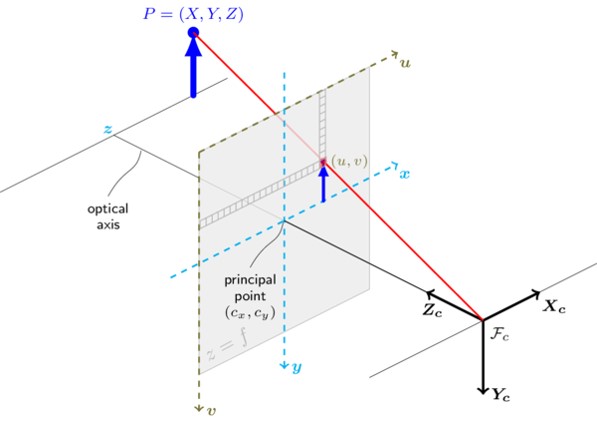 P = (X, Y, Z)
u
z
(u, v)
x
optical
axis
principal
point
(c_x, c_y)
Z_c
X_c
F_c
z = f
y
Y_c
v